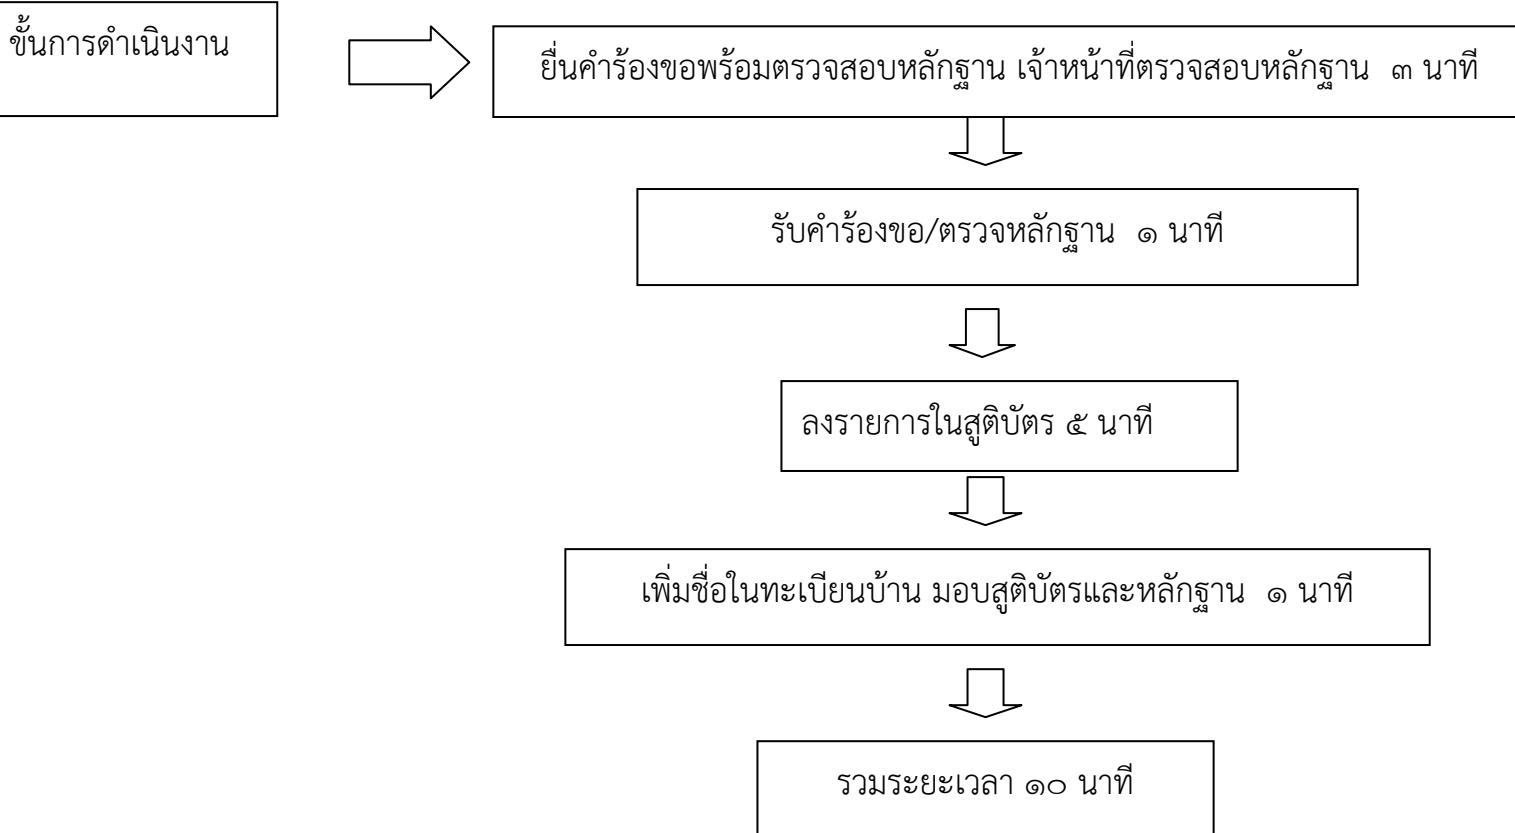 ขั้นการดำเนินงาน
ยื่นคำร้องขอพร้อมตรวจสอบหลักฐาน เจ้าหน้าที่ตรวจสอบหลักฐาน ๓ นาที
รับคำร้องขอ/ตรวจหลักฐาน ๑ นาที
ลงรายการในสูติบัตร ๕ นาที
เพิ่มชื่อในทะเบียนบ้าน มอบสูติบัตรและหลักฐาน ๑ นาที
รวมระยะเวลา ๑๐ นาที